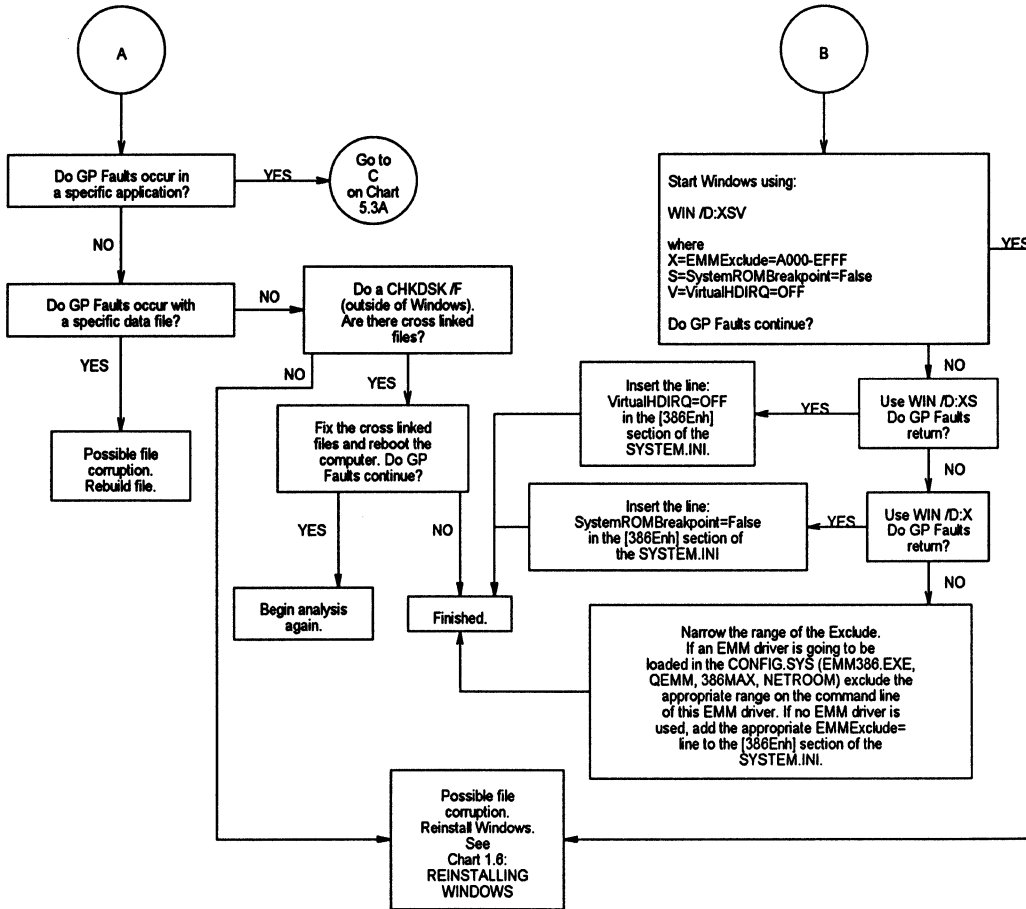 A
Do GP Faults occur in
a specific application?
YES
Go to
C
on Chart
5.3A
NO
Do GP Faults occur with
a specific data file?
NO
YES
Possible file
corruption.
Rebuild file.
Do a CHKDSK /F
(outside of Windows).
Are there cross linked
files?
NO
YES
Fix the cross linked
files and reboot the
computer. Do GP
Faults continue?
YES
NO
Begin analysis
again.
Finished.
B
Start Windows using:
WIN /D:XSV
where
X=EMMExclude=A000-EFFF
S=SystemROMBreakpoint=False
V=VirtualHDIRQ=OFF
Do GP Faults continue?
YES
NO
Use WIN /D:XS
Do GP Faults
return?
YES
Insert the line:
VirtualHDIRQ=OFF
in the [386Enh]
section of the
SYSTEM.INI.
NO
Use WIN /D:X
Do GP Faults
return?
YES
Insert the line:
SystemROMBreakpoint=False
in the [386Enh] section of
the SYSTEM.INI
NO
Narrow the range of the Exclude.
If an EMM driver is going to be
loaded in the CONFIG.SYS (EMM386.EXE,
QEMM, 386MAX, NETROOM) exclude the
appropriate range on the command line
of this EMM driver. If no EMM driver is
used, add the appropriate EMMExclude=
line to the [386Enh] section of the
SYSTEM.INI.
Possible file
corruption.
Reinstall Windows.
See
Chart 1.6:
REINSTALLING
WINDOWS